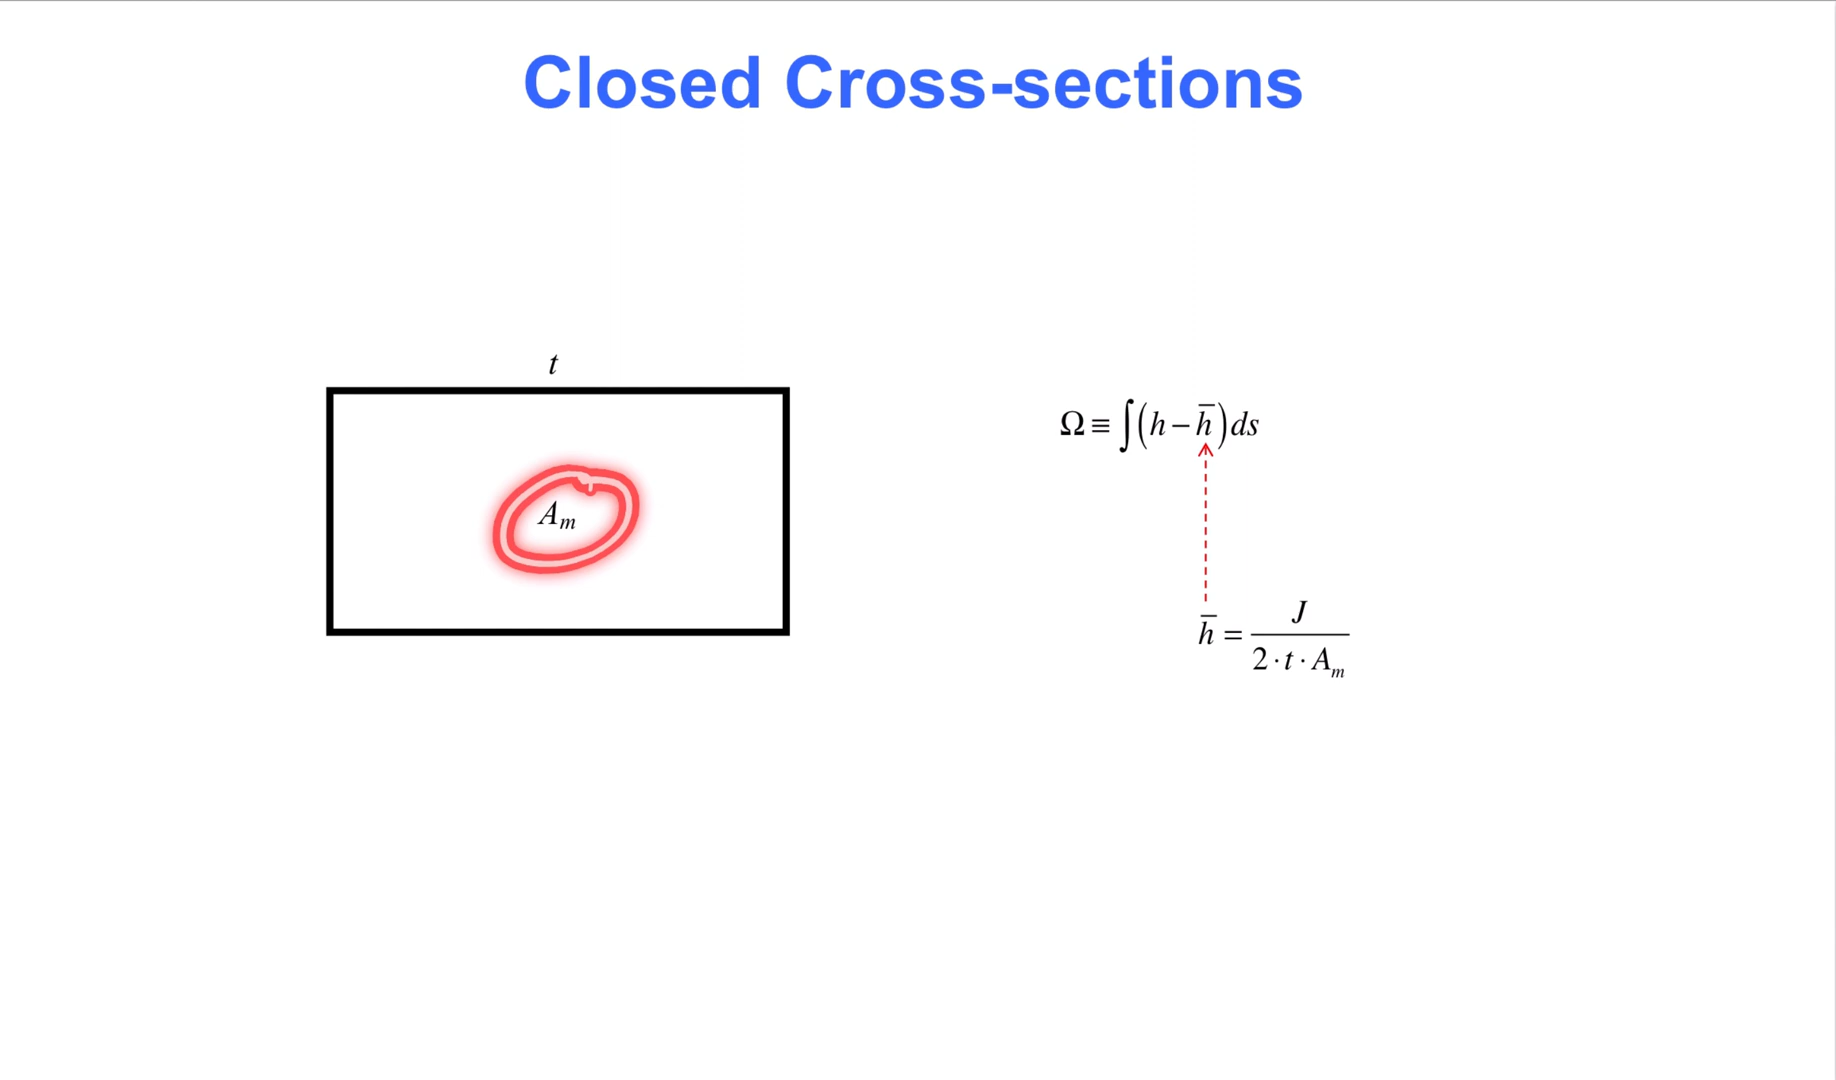 Closed Cross-sections
t
A_m
Ω ≡ ∫(h − h̅)ds
h̅ = J / (2 · t · A_m)